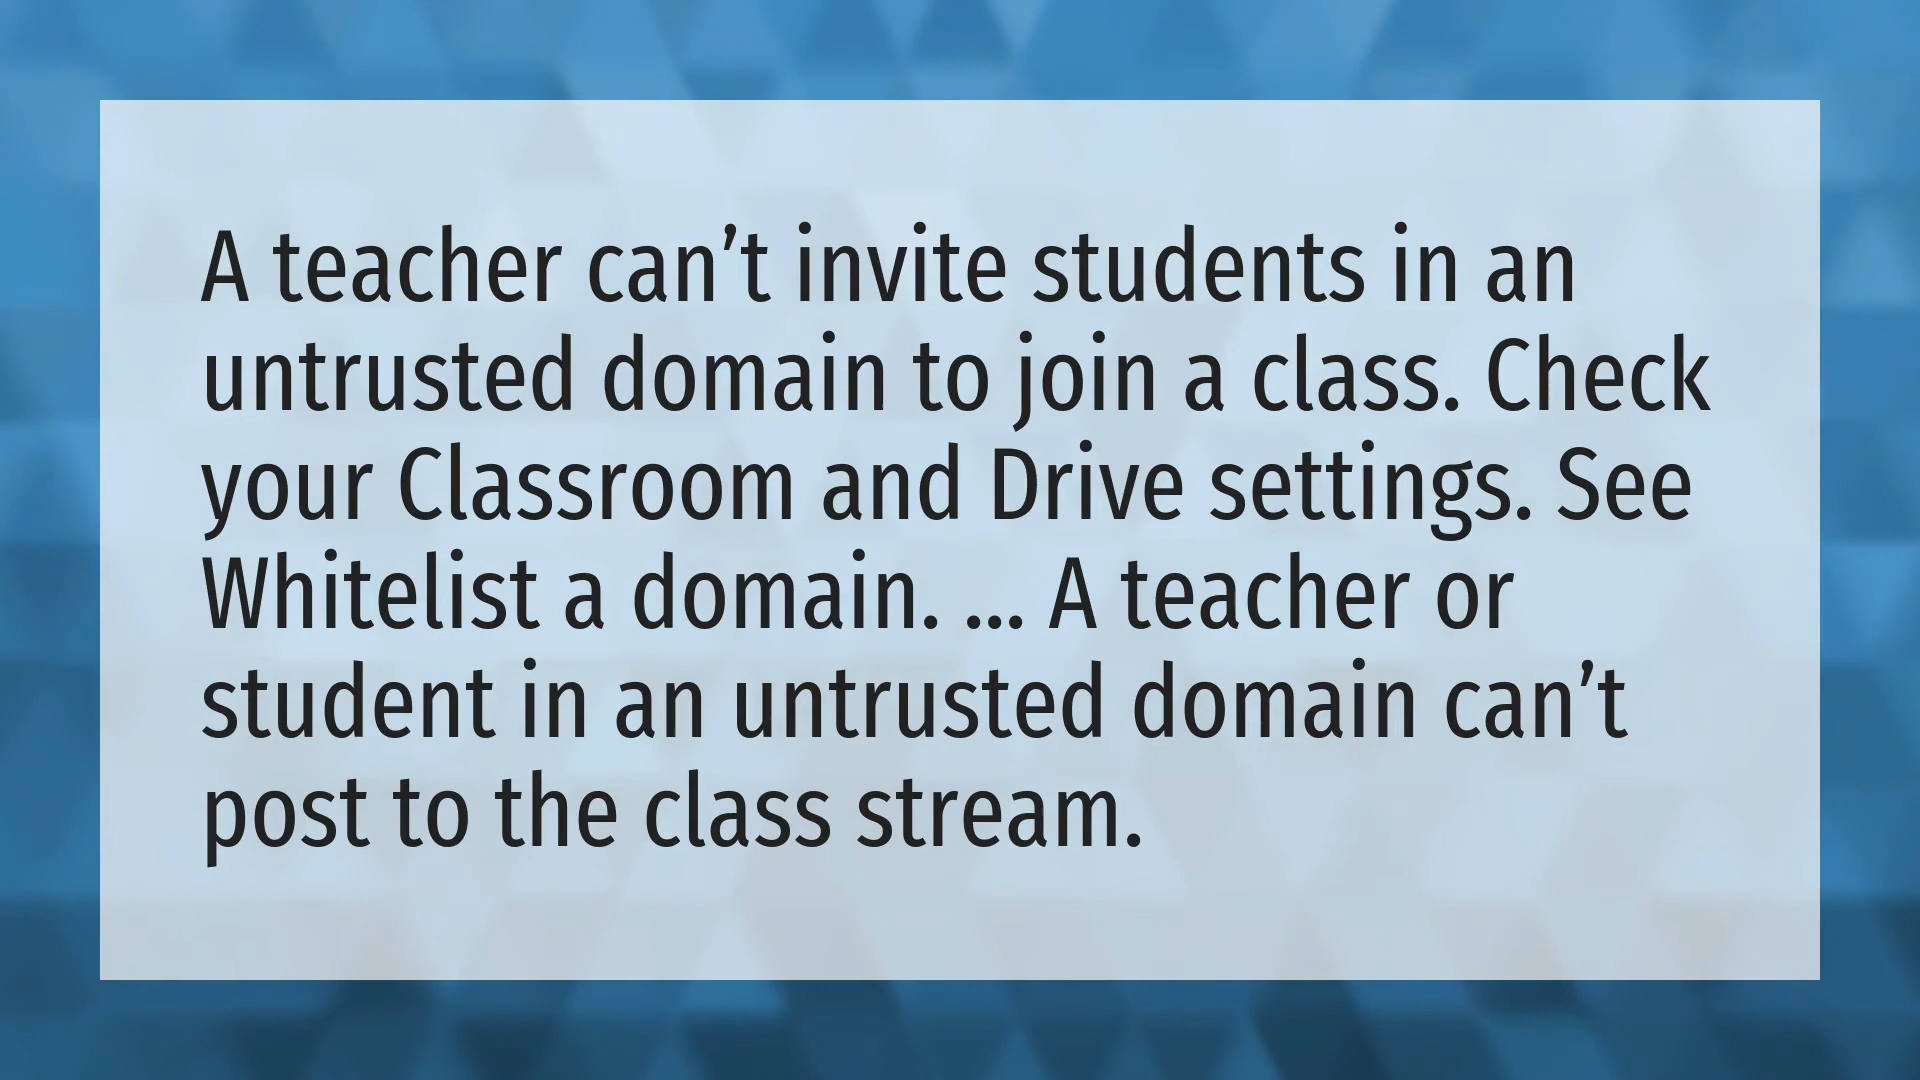 A teacher can’t invite students in an
untrusted domain to join a class. Check
your Classroom and Drive settings. See
Whitelist a domain. ... A teacher or
student in an untrusted domain can’t
post to the class stream.